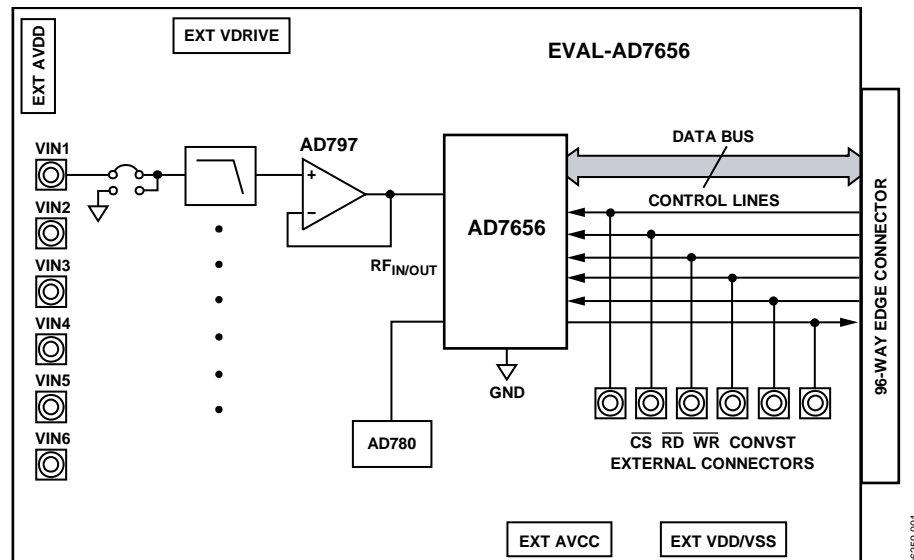 EXT AVDD
EXT VDRIVE
EVAL-AD7656
VIN1
AD797
DATA BUS
+
−
CONTROL LINES
VIN2
AD7656
RFIN/OUT
VIN3
VIN4
GND
VIN5
AD780
CS RD WR CONVST
EXTERNAL CONNECTORS
VIN6
EXT AVCC
EXT VDD/VSS
96-WAY EDGE CONNECTOR